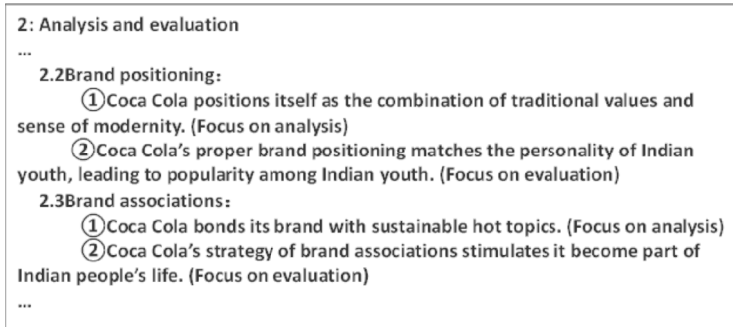 2: Analysis and evaluation
...
2.2Brand positioning：
①Coca Cola positions itself as the combination of traditional values and
sense of modernity. (Focus on analysis)
②Coca Cola’s proper brand positioning matches the personality of Indian
youth, leading to popularity among Indian youth. (Focus on evaluation)
2.3Brand associations：
①Coca Cola bonds its brand with sustainable hot topics. (Focus on analysis)
②Coca Cola’s strategy of brand associations stimulates it become part of
Indian people’s life. (Focus on evaluation)
...